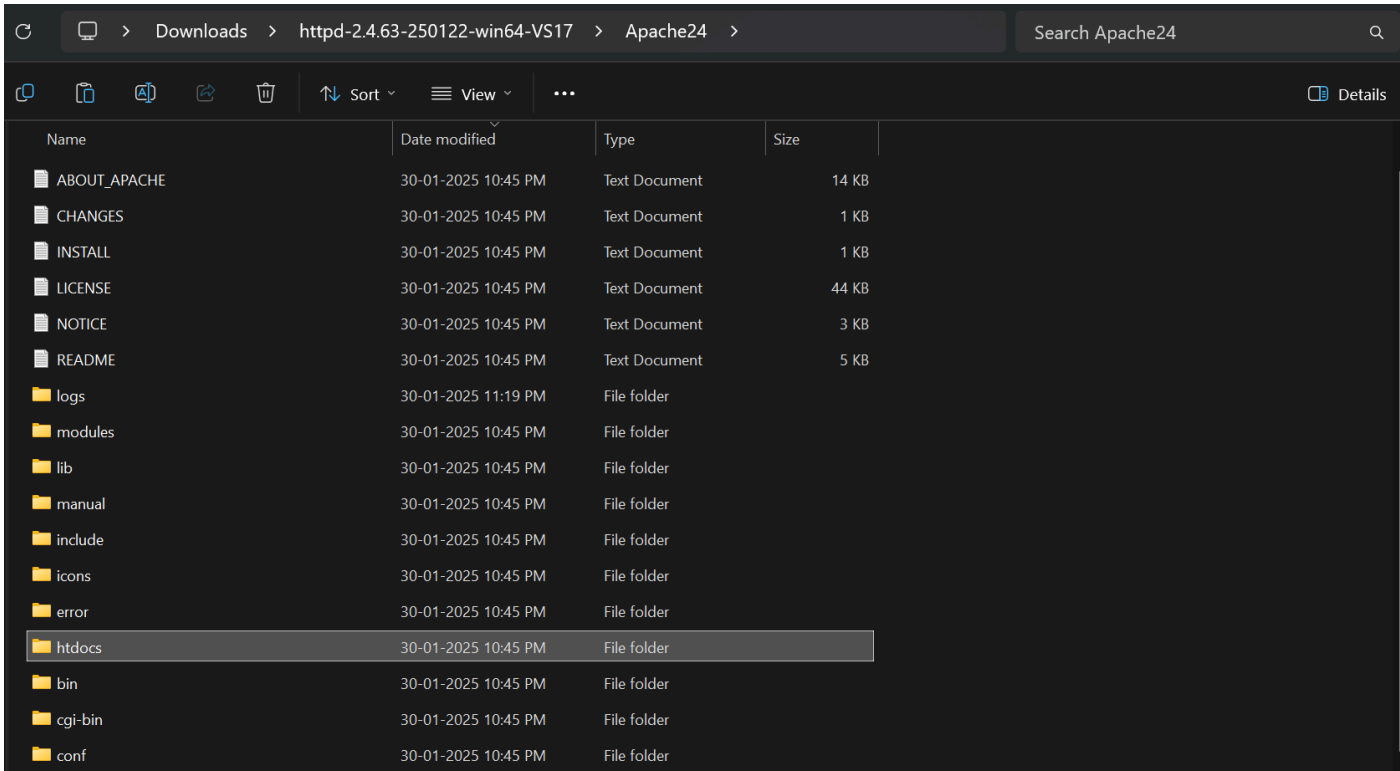 Downloads > httpd-2.4.63-250122-win64-VS17 > Apache24 > Search Apache24
Sort View ••• Details
Name Date modified Type Size
ABOUT_APACHE 30-01-2025 10:45 PM Text Document 14 KB
CHANGES 30-01-2025 10:45 PM Text Document 1 KB
INSTALL 30-01-2025 10:45 PM Text Document 1 KB
LICENSE 30-01-2025 10:45 PM Text Document 44 KB
NOTICE 30-01-2025 10:45 PM Text Document 3 KB
README 30-01-2025 10:45 PM Text Document 5 KB
logs 30-01-2025 11:19 PM File folder
modules 30-01-2025 10:45 PM File folder
lib 30-01-2025 10:45 PM File folder
manual 30-01-2025 10:45 PM File folder
include 30-01-2025 10:45 PM File folder
icons 30-01-2025 10:45 PM File folder
error 30-01-2025 10:45 PM File folder
htdocs 30-01-2025 10:45 PM File folder
bin 30-01-2025 10:45 PM File folder
cgi-bin 30-01-2025 10:45 PM File folder
conf 30-01-2025 10:45 PM File folder